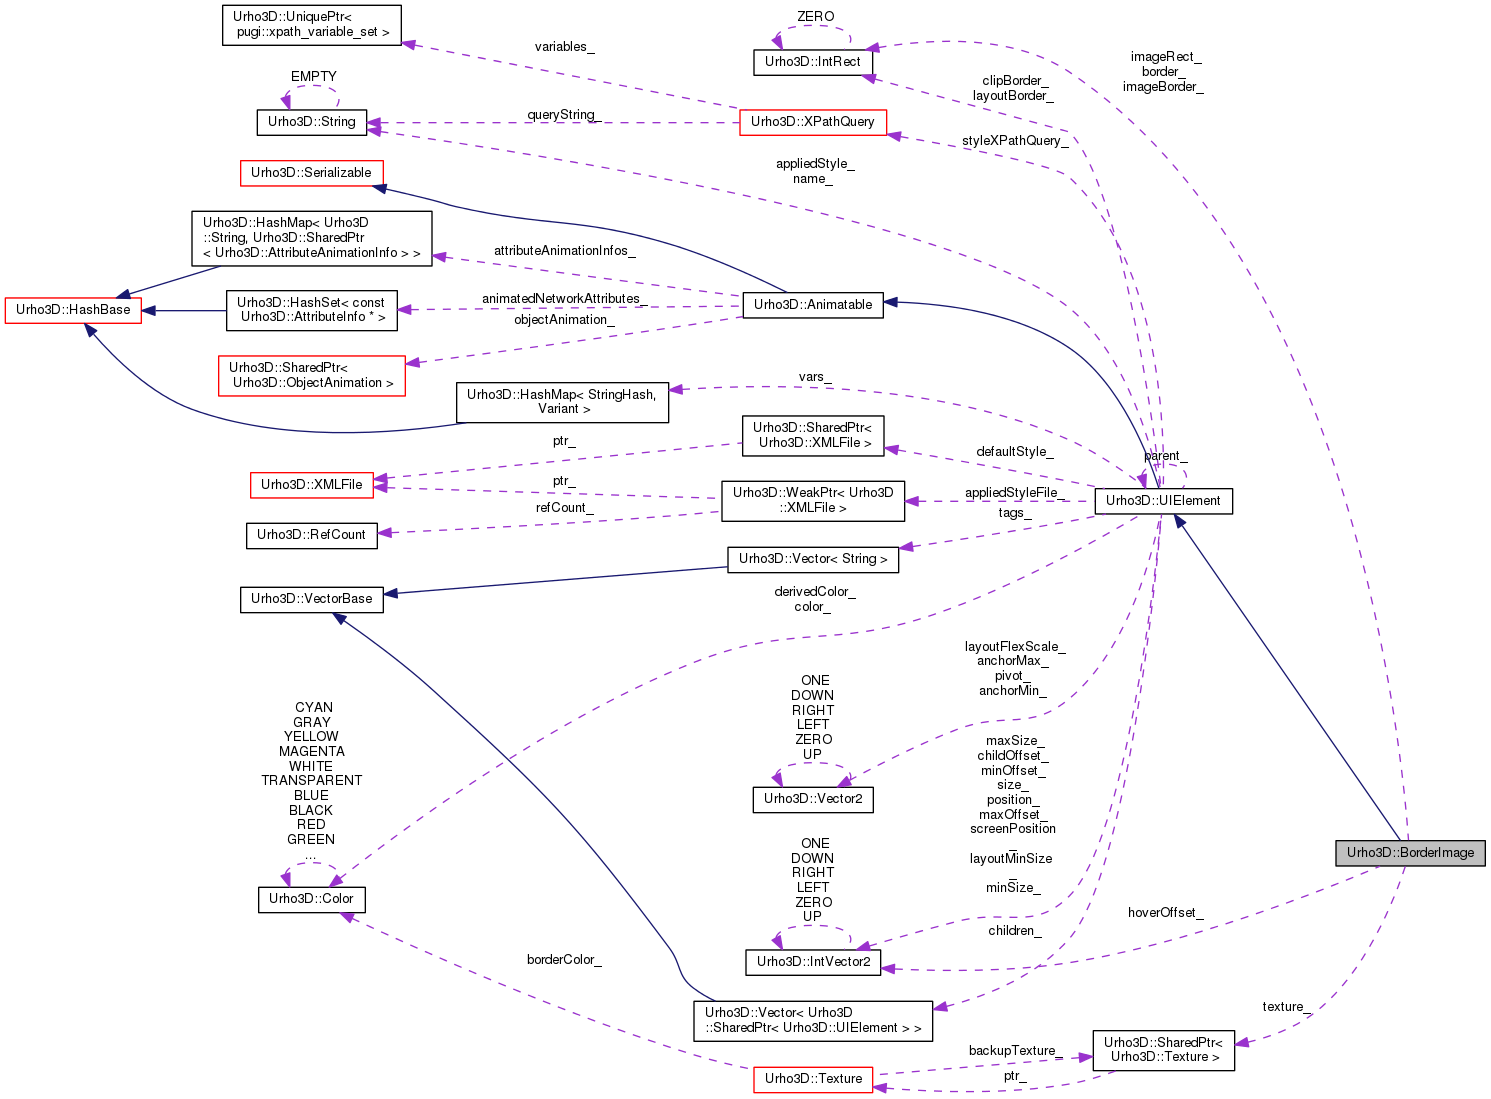 Urho3D::UniquePtr<
pugi::xpath_variable_set >
variables_
ZERO
Urho3D::IntRect
imageRect_
border_
imageBorder_
clipBorder_
layoutBorder_
EMPTY
Urho3D::String
queryString_
Urho3D::XPathQuery
styleXPathQuery_
appliedStyle_
name_
Urho3D::Serializable
Urho3D::HashMap< Urho3D
::String, Urho3D::SharedPtr
< Urho3D::AttributeAnimationInfo > >
attributeAnimationInfos_
Urho3D::HashBase
Urho3D::HashSet< const
Urho3D::AttributeInfo * >
animatedNetworkAttributes_
Urho3D::Animatable
objectAnimation_
Urho3D::SharedPtr<
Urho3D::ObjectAnimation >
Urho3D::HashMap< StringHash,
Variant >
vars_
Urho3D::SharedPtr<
Urho3D::XMLFile >
ptr_
defaultStyle_
parent_
Urho3D::XMLFile
ptr_
Urho3D::WeakPtr< Urho3D
::XMLFile >
appliedStyleFile_
Urho3D::UIElement
refCount_
Urho3D::RefCount
tags_
Urho3D::Vector< String >
Urho3D::VectorBase
derivedColor_
color_
layoutFlexScale_
anchorMax_
pivot_
anchorMin_
ONE
DOWN
RIGHT
LEFT
ZERO
UP
Urho3D::Vector2
CYAN
GRAY
YELLOW
MAGENTA
WHITE
TRANSPARENT
BLUE
BLACK
RED
GREEN
...
Urho3D::Color
maxSize_
childOffset_
minOffset_
size_
position_
maxOffset_
screenPosition
_
layoutMinSize
_
minSize_
ONE
DOWN
RIGHT
LEFT
ZERO
UP
Urho3D::IntVector2
Urho3D::BorderImage
hoverOffset_
children_
borderColor_
Urho3D::Vector< Urho3D
::SharedPtr< Urho3D::UIElement > >
texture_
Urho3D::SharedPtr<
Urho3D::Texture >
backupTexture_
ptr_
Urho3D::Texture